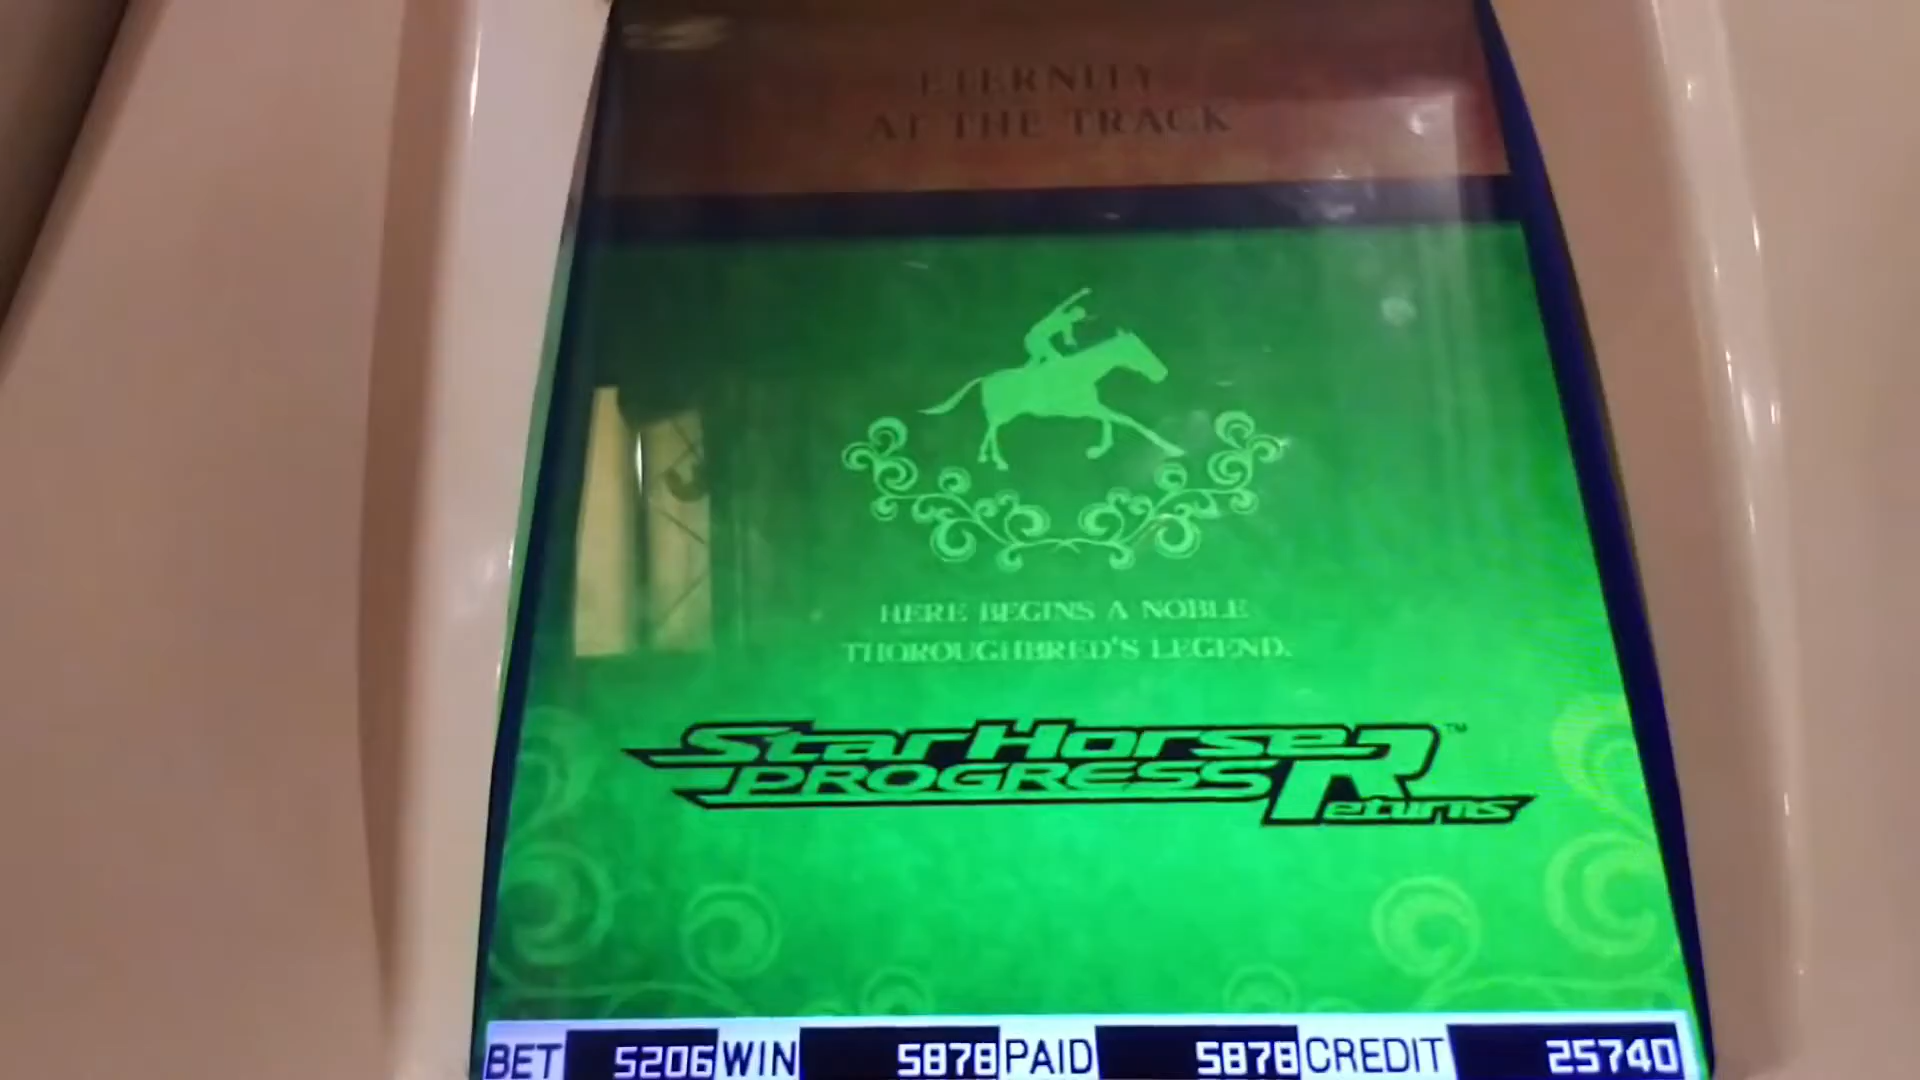 ETERNITY
AT THE TRACK
HERE BEGINS A NOBLE
THOROUGHBRED'S LEGEND.
StarHorse
PROGRESS Returns™
BET 5206 WIN 5878 PAID 5878 CREDIT 25740